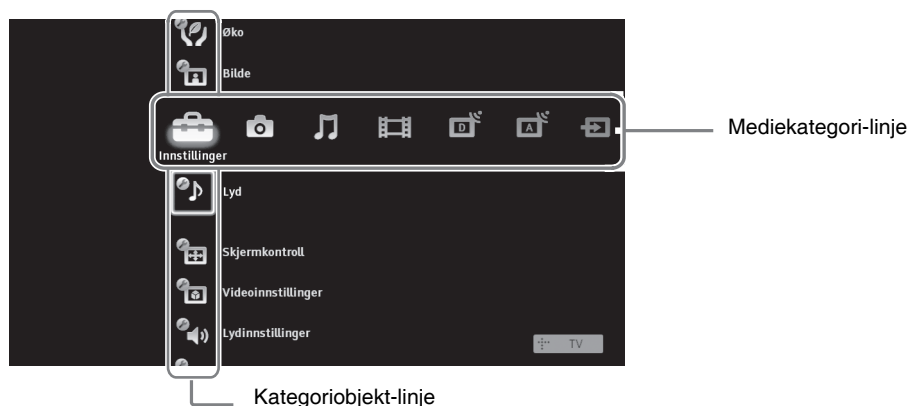 Øko
Bilde
D
A
Mediekategori-linje
Innstillinger
Lyd
Skjermkontroll
Videoinnstillinger
Lydinnstillinger
TV
Kategoriobjekt-linje